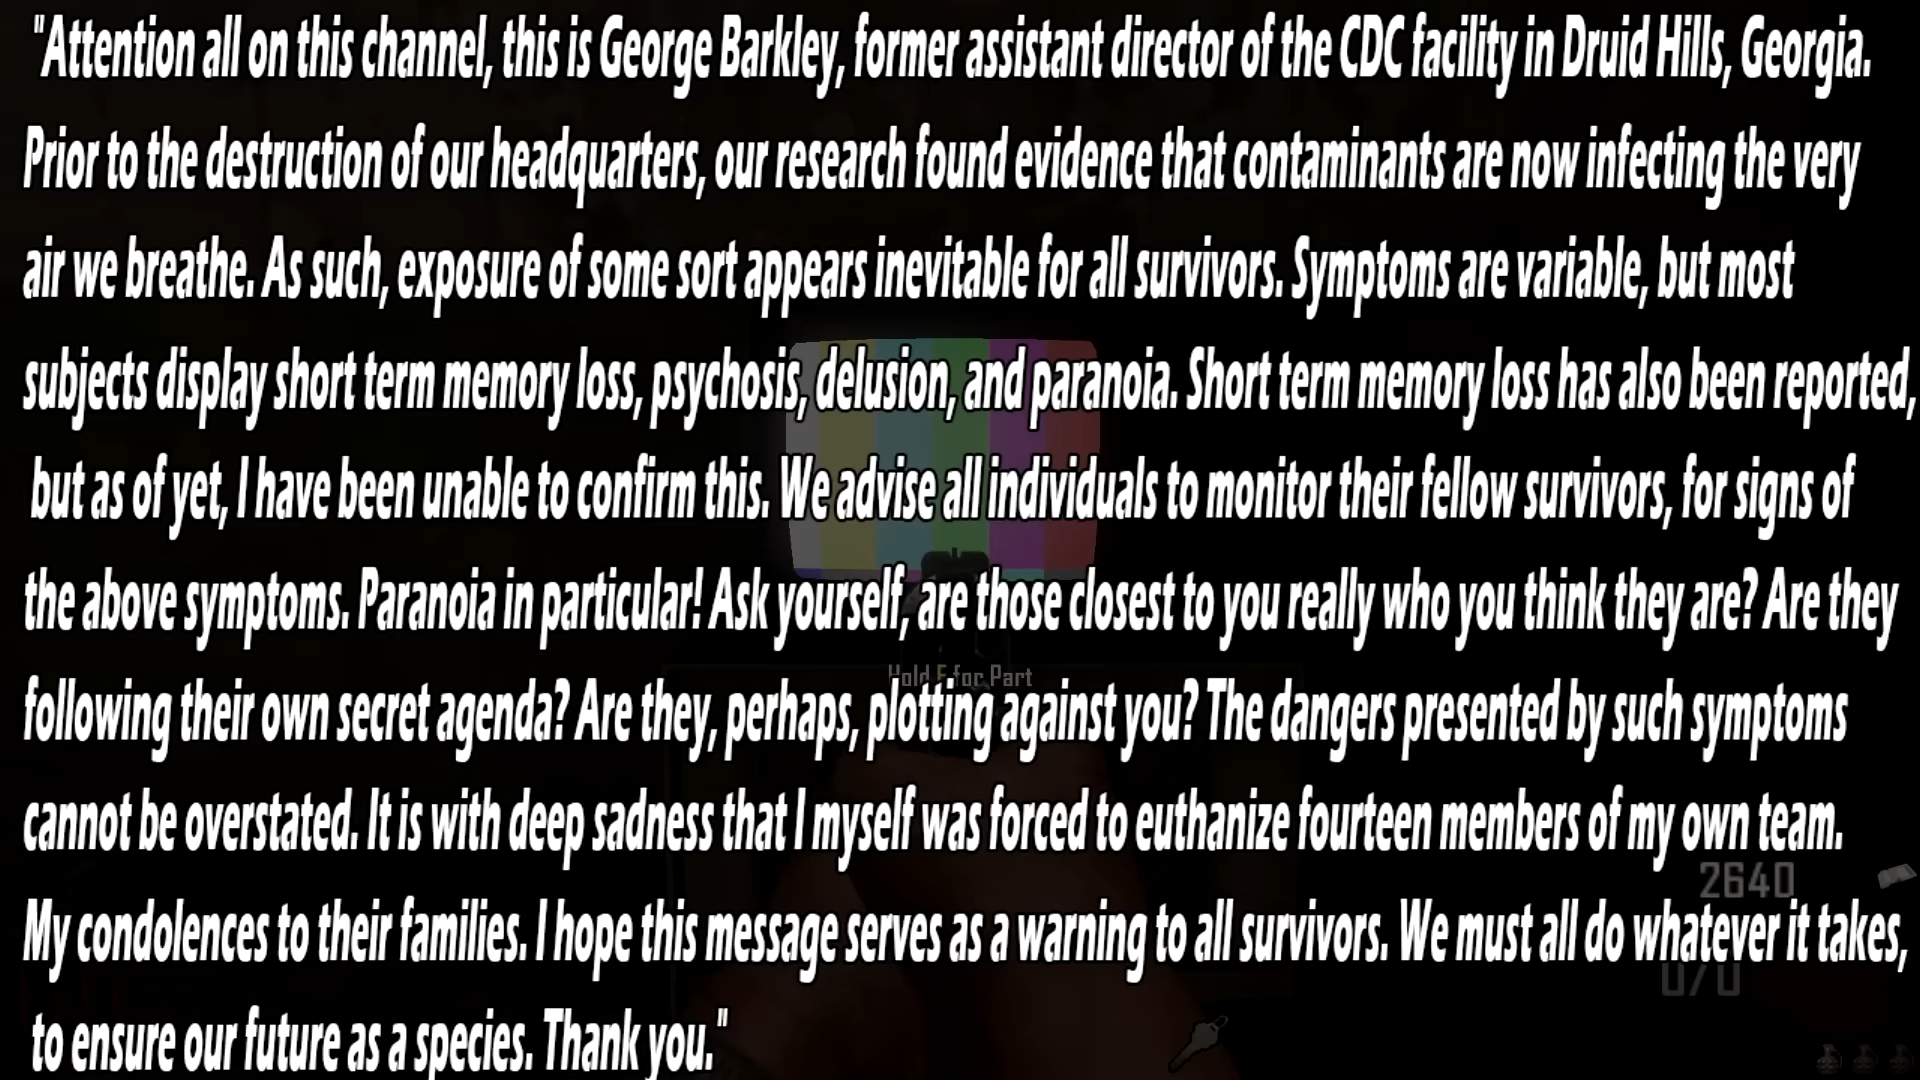 "Attention all on this channel, this is George Barkley, former assistant director of the CDC facility in Druid Hills, Georgia.
Prior to the destruction of our headquarters, our research found evidence that contaminants are now infecting the very
air we breathe. As such, exposure of some sort appears inevitable for all survivors. Symptoms are variable, but most
subjects display short term memory loss, psychosis, delusion, and paranoia. Short term memory loss has also been reported,
but as of yet, I have been unable to confirm this. We advise all individuals to monitor their fellow survivors, for signs of
the above symptoms. Paranoia in particular! Ask yourself, are those closest to you really who you think they are? Are they
Hold F for Part
following their own secret agenda? Are they, perhaps, plotting against you? The dangers presented by such symptoms
cannot be overstated. It is with deep sadness that I myself was forced to euthanize fourteen members of my own team.
2640
My condolences to their families. I hope this message serves as a warning to all survivors. We must all do whatever it takes,
0/0
to ensure our future as a species. Thank you."